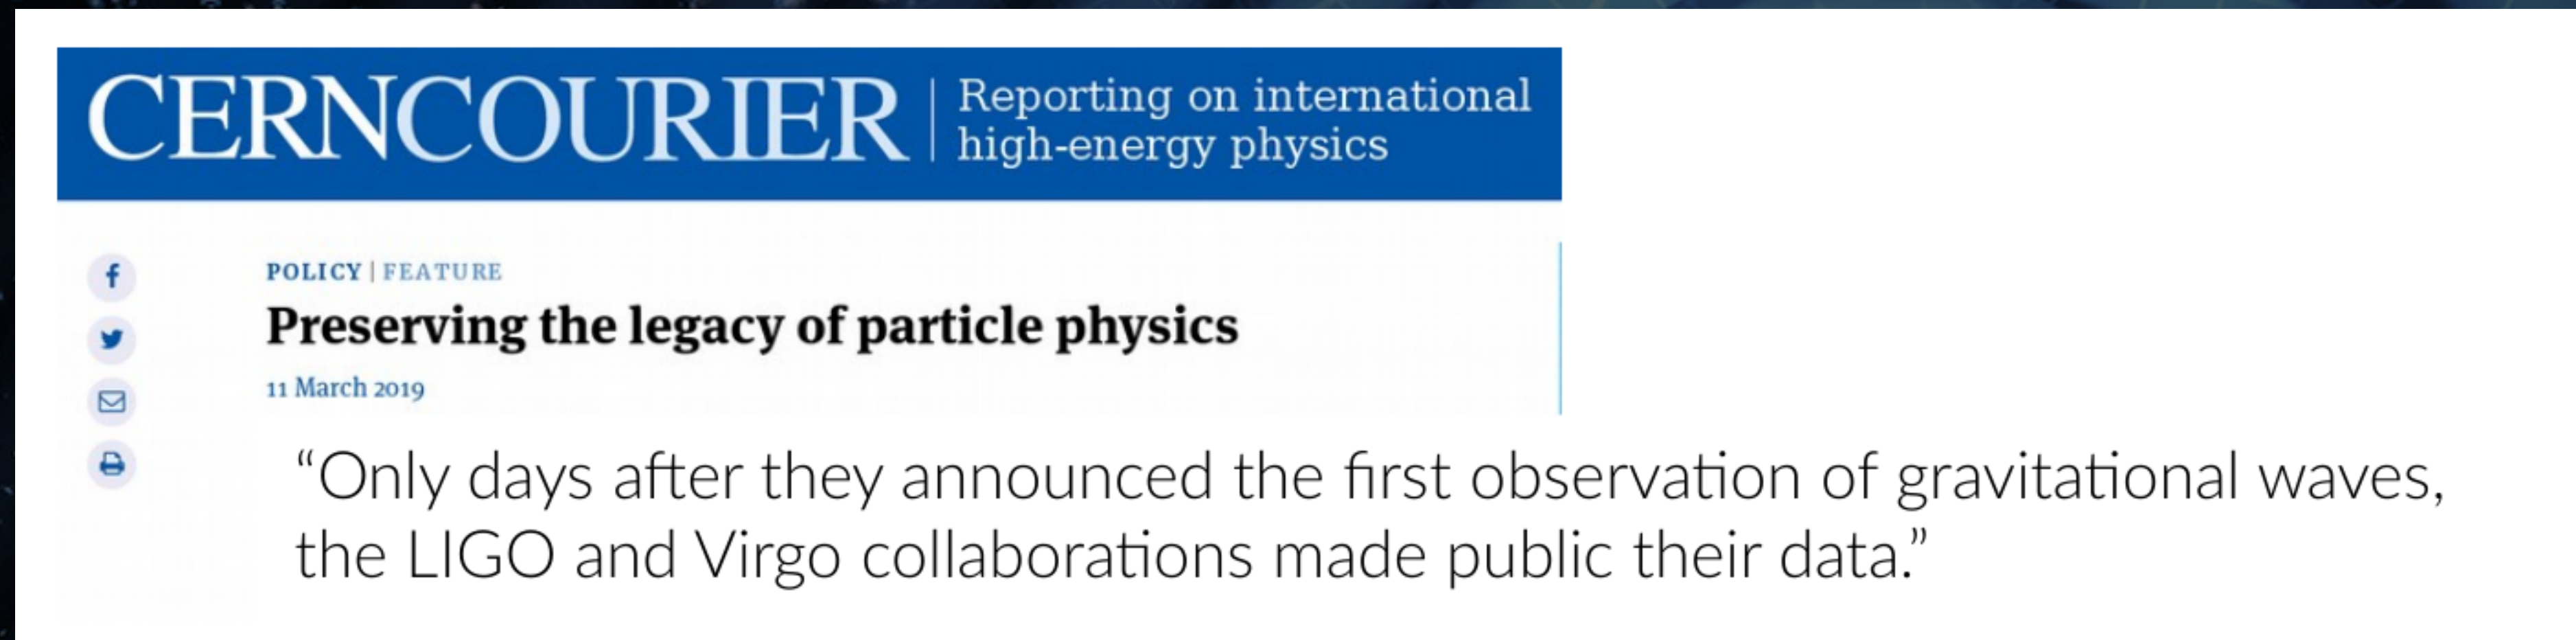 CERNCOURIER
Reporting on international
high-energy physics
POLICY | FEATURE
Preserving the legacy of particle physics
11 March 2019
“Only days after they announced the first observation of gravitational waves,
the LIGO and Virgo collaborations made public their data.”